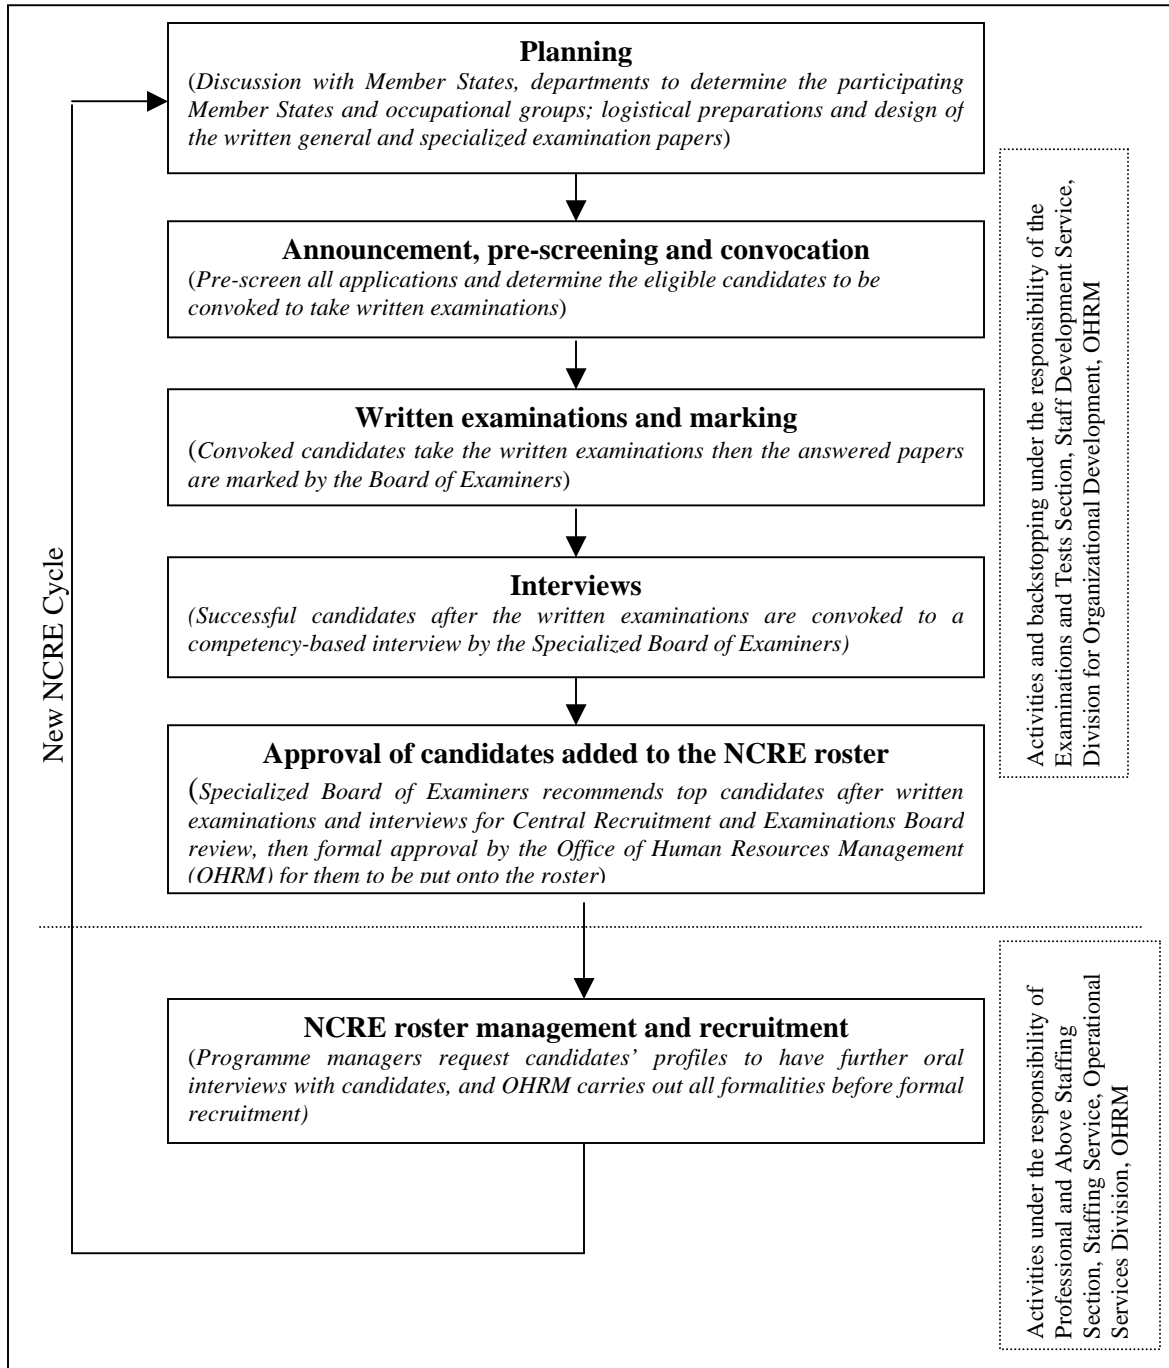 Planning
(Discussion with Member States, departments to determine the participating
Member States and occupational groups; logistical preparations and design of
the written general and specialized examination papers)
Announcement, pre-screening and convocation
(Pre-screen all applications and determine the eligible candidates to be
convoked to take written examinations)
Written examinations and marking
(Convoked candidates take the written examinations then the answered papers
are marked by the Board of Examiners)
Interviews
(Successful candidates after the written examinations are convoked to a
competency-based interview by the Specialized Board of Examiners)
Approval of candidates added to the NCRE roster
(Specialized Board of Examiners recommends top candidates after written
examinations and interviews for Central Recruitment and Examinations Board
review, then formal approval by the Office of Human Resources Management
(OHRM) for them to be put onto the roster)
NCRE roster management and recruitment
(Programme managers request candidates’ profiles to have further oral
interviews with candidates, and OHRM carries out all formalities before formal
recruitment)
New NCRE Cycle
Activities and backstopping under the responsibility of the
Examinations and Tests Section, Staff Development Service,
Division for Organizational Development, OHRM
Activities under the responsibility of
Professional and Above Staffing
Section, Staffing Service, Operational
Services Division, OHRM